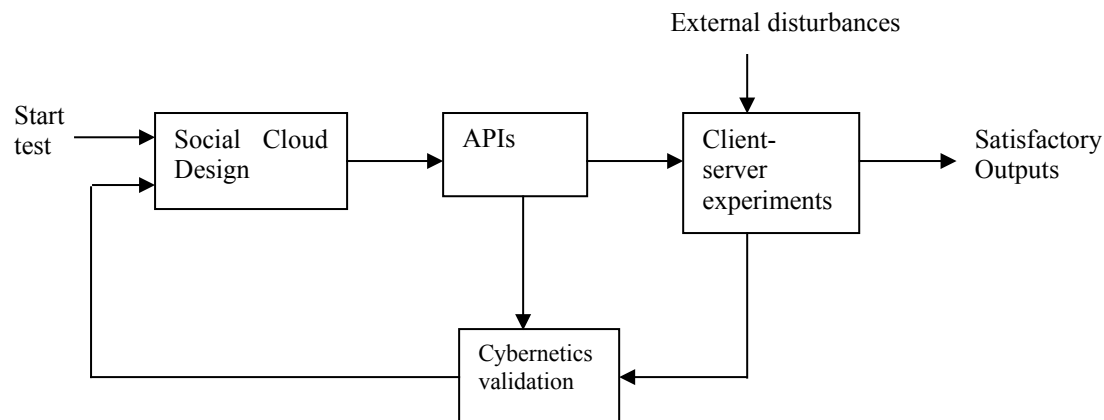 External disturbances
Start
test
Social Cloud
Design
APIs
Client-
server
experiments
Satisfactory
Outputs
Cybernetics
validation